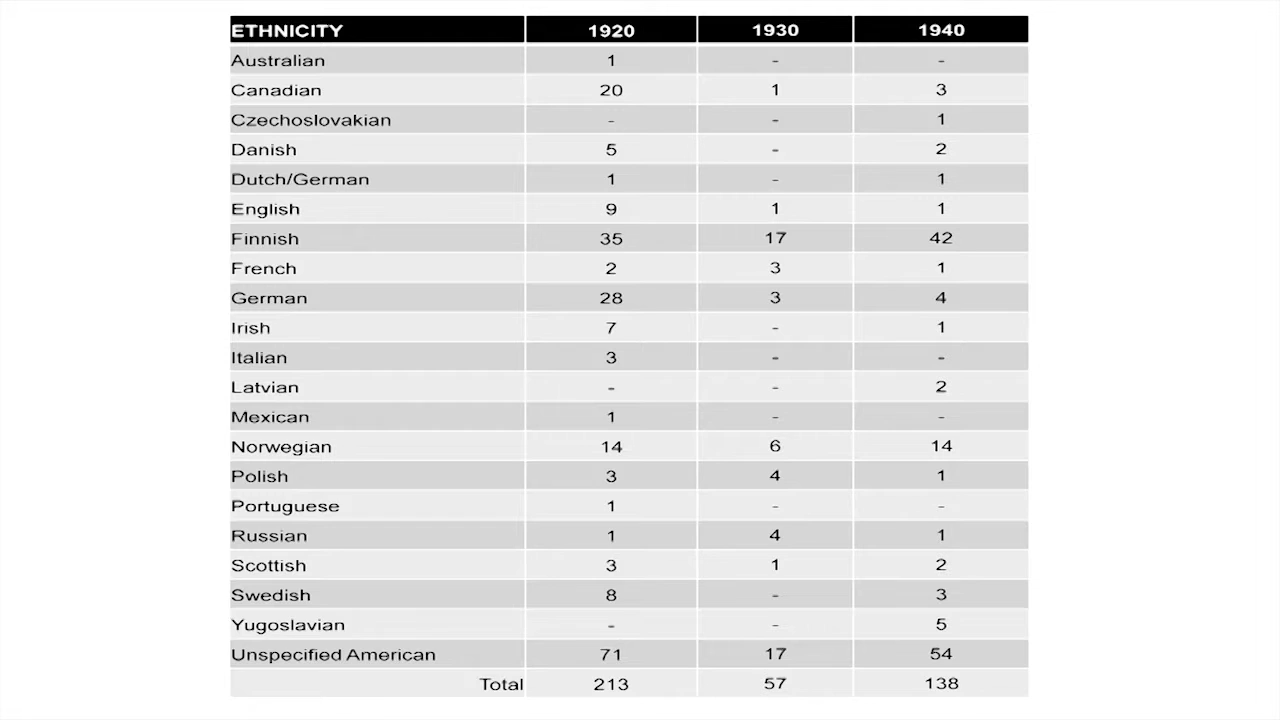 ETHNICITY 1920 1930 1940
Australian 1 - -
Canadian 20 1 3
Czechoslovakian - - 1
Danish 5 - 2
Dutch/German 1 - 1
English 9 1 1
Finnish 35 17 42
French 2 3 1
German 28 3 4
Irish 7 - 1
Italian 3 - -
Latvian - - 2
Mexican 1 - -
Norwegian 14 6 14
Polish 3 4 1
Portuguese 1 - -
Russian 1 4 1
Scottish 3 1 2
Swedish 8 - 3
Yugoslavian - - 5
Unspecified American 71 17 54
Total 213 57 138